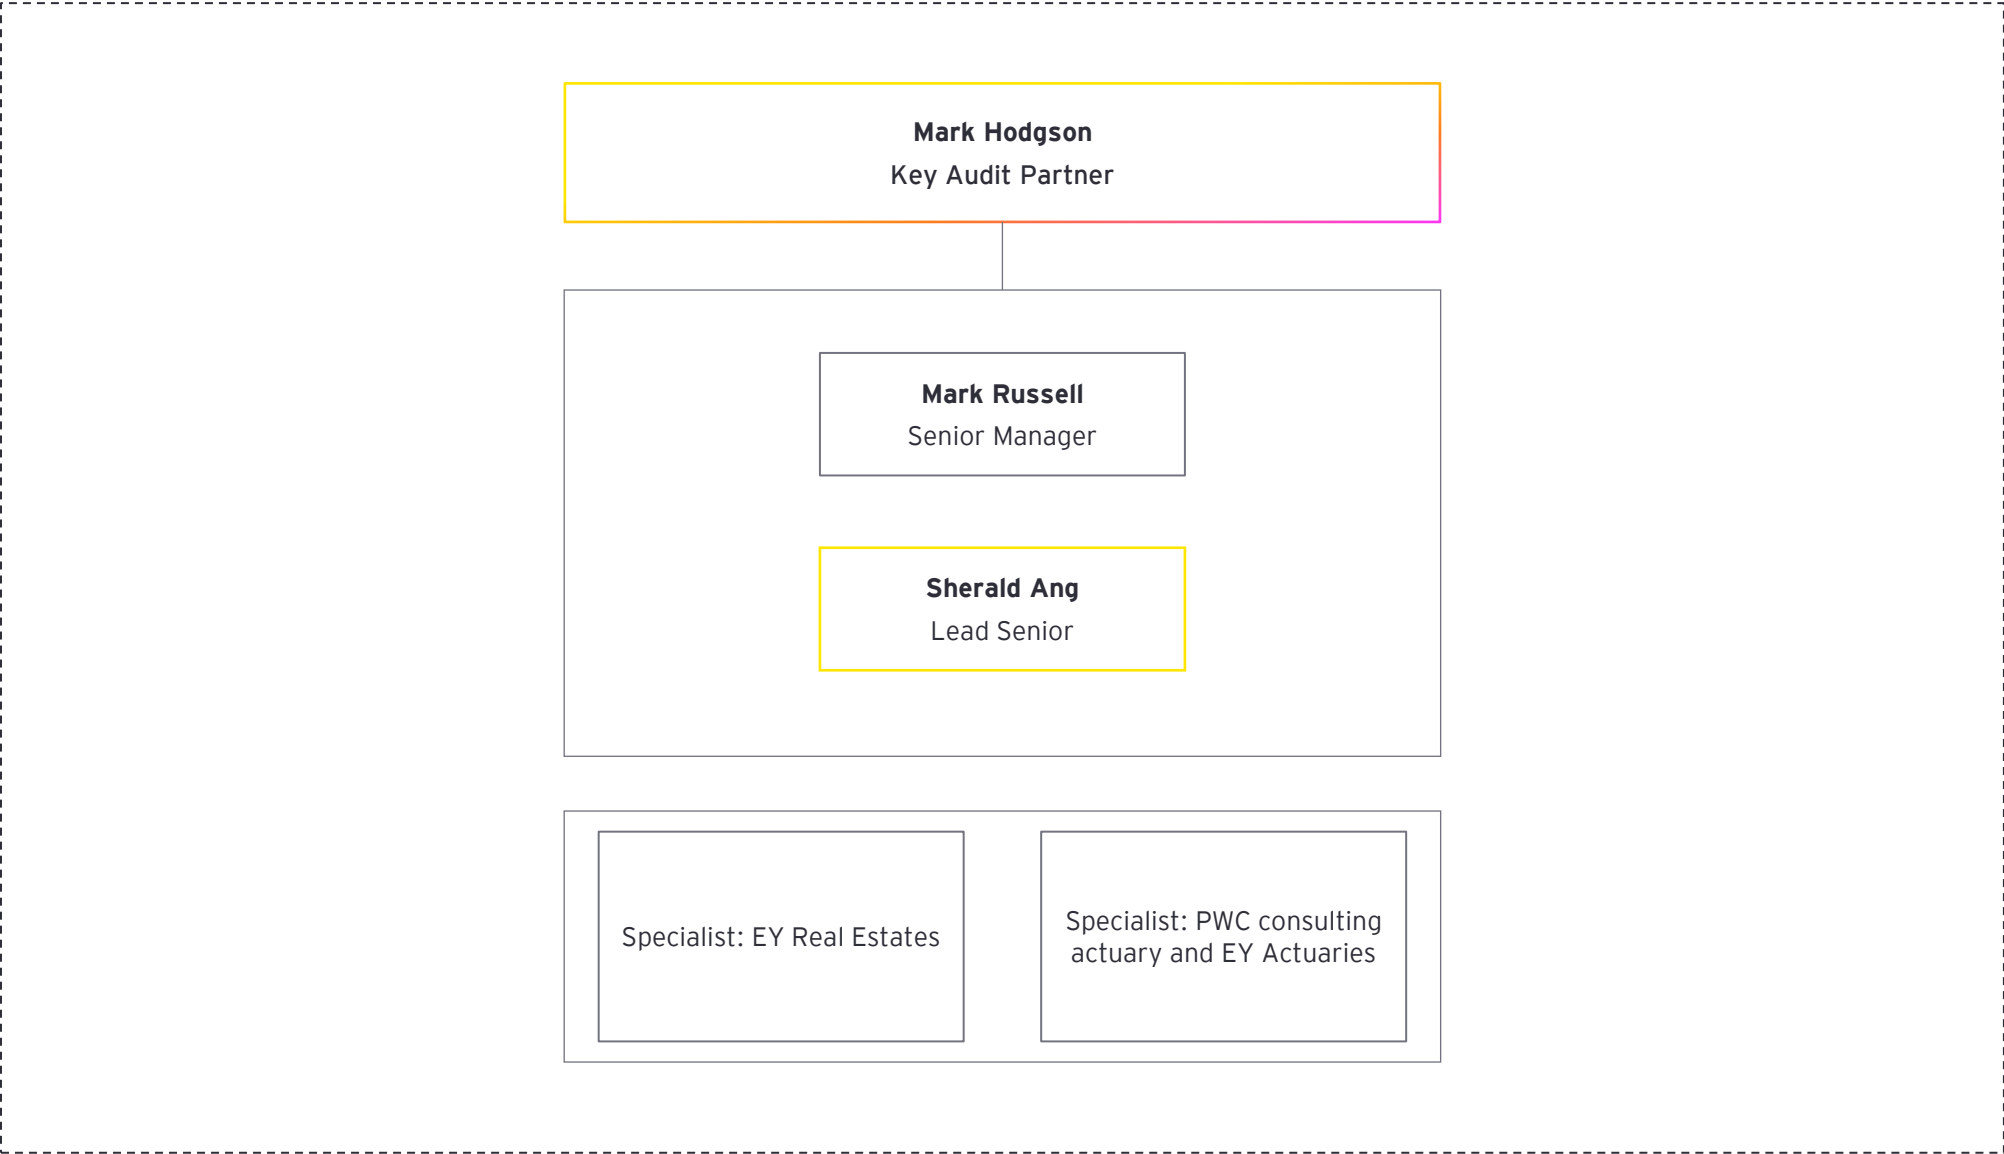 Mark Hodgson
Key Audit Partner
Mark Russell
Senior Manager
Sherald Ang
Lead Senior
Specialist: EY Real Estates
Specialist: PWC consulting
actuary and EY Actuaries